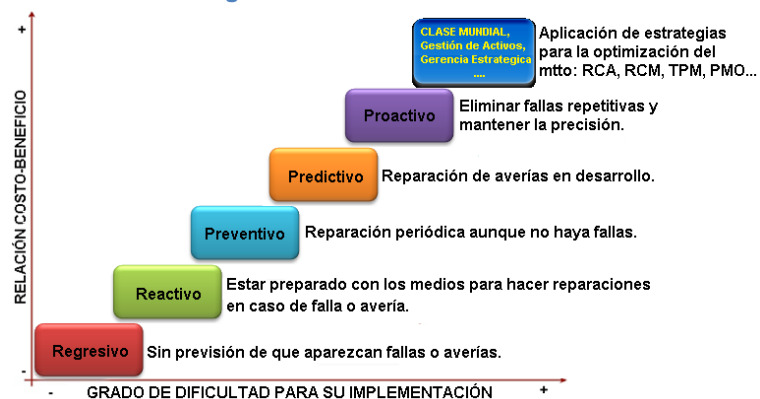 +
CLASE MUNDIAL,
Gestión de Activos,
Gerencia Estrategica
....
Aplicación de estrategias
para la optimización del
mtto: RCA, RCM, TPM, PMO...
Proactivo
Eliminar fallas repetitivas y
mantener la precisión.
Predictivo
Reparación de averías en desarrollo.
Preventivo
Reparación periódica aunque no haya fallas.
Reactivo
Estar preparado con los medios para hacer reparaciones
en caso de falla o avería.
Regresivo
Sin previsión de que aparezcan fallas o averías.
RELACIÓN COSTO-BENEFICIO
-
- GRADO DE DIFICULTAD PARA SU IMPLEMENTACIÓN +